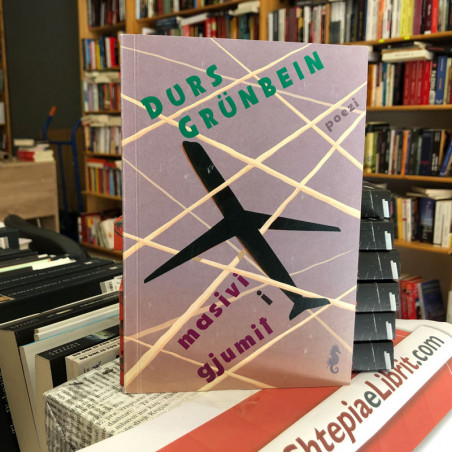 DURS
GRÜNBEIN
poezi
masivi
i
gjumit
ShtepiaeLibrit.com